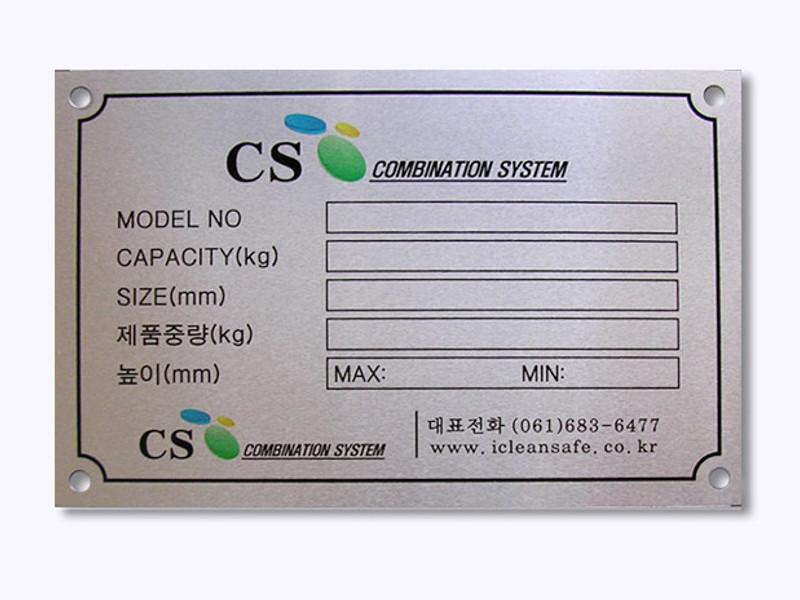 CS COMBINATION SYSTEM
MODEL NO
CAPACITY(kg)
SIZE(mm)
제품중량(kg)
높이(mm) MAX: MIN:
CS COMBINATION SYSTEM
대표전화 (061)683-6477
www.icleansafe.co.kr